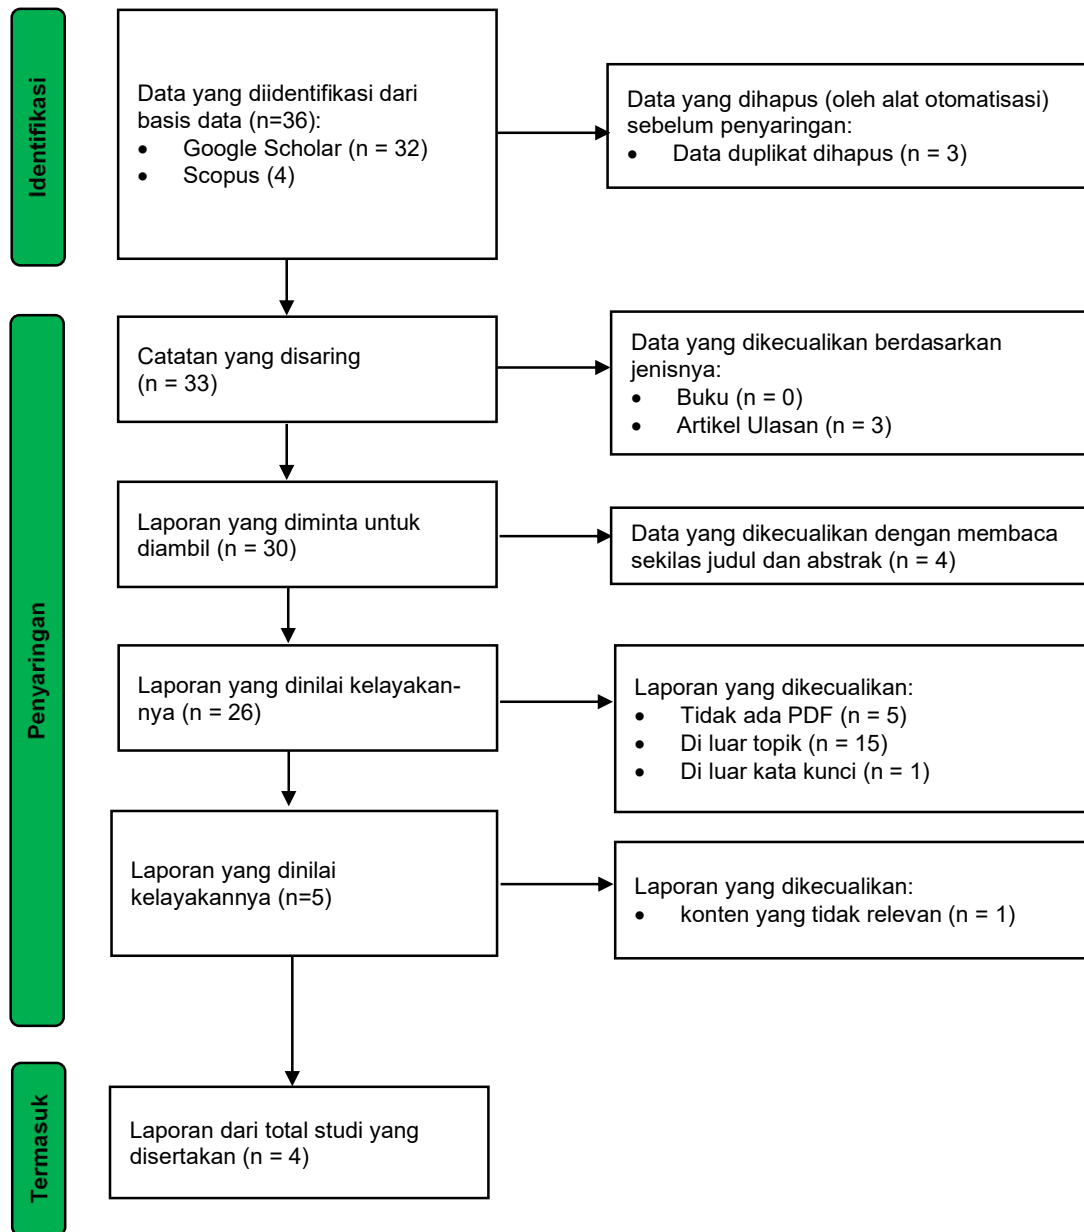 Identifikasi
Data yang diidentifikasi dari
basis data (n=36):
• Google Scholar (n = 32)
• Scopus (4)
Data yang dihapus (oleh alat otomatisasi)
sebelum penyaringan:
• Data duplikat dihapus (n = 3)
Penyaringan
Catatan yang disaring
(n = 33)
Data yang dikecualikan berdasarkan
jenisnya:
• Buku (n = 0)
• Artikel Ulasan (n = 3)
Laporan yang diminta untuk
diambil (n = 30)
Data yang dikecualikan dengan membaca
sekilas judul dan abstrak (n = 4)
Laporan yang dinilai kelayakan-
nya (n = 26)
Laporan yang dikecualikan:
• Tidak ada PDF (n = 5)
• Di luar topik (n = 15)
• Di luar kata kunci (n = 1)
Laporan yang dinilai
kelayakannya (n=5)
Laporan yang dikecualikan:
• konten yang tidak relevan (n = 1)
Termasuk
Laporan dari total studi yang
disertakan (n = 4)